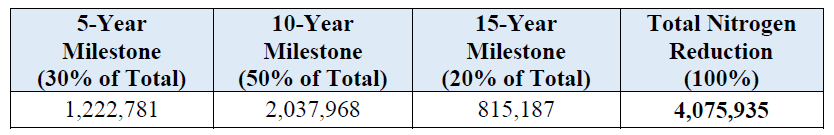 5-Year Milestone (30% of Total)
10-Year Milestone (50% of Total)
15-Year Milestone (20% of Total)
Total Nitrogen Reduction (100%)
1,222,781
2,037,968
815,187
4,075,935